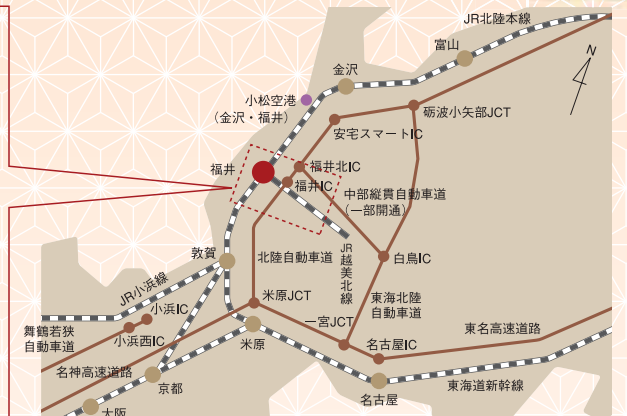 JR北陸本線
富山
N
金沢
小松空港
(金沢・福井)
砺波小矢部JCT
安宅スマートIC
福井
福井北IC
福井IC
中部縦貫自動車道
(一部開通)
敦賀
北陸自動車道
JR越美北線
白鳥IC
JR小浜線
小浜IC
米原JCT
東海北陸
自動車道
舞鶴若狭
自動車道
小浜西IC
一宮JCT
東名高速道路
米原
名古屋IC
名神高速道路
京都
名古屋
東海道新幹線
大阪